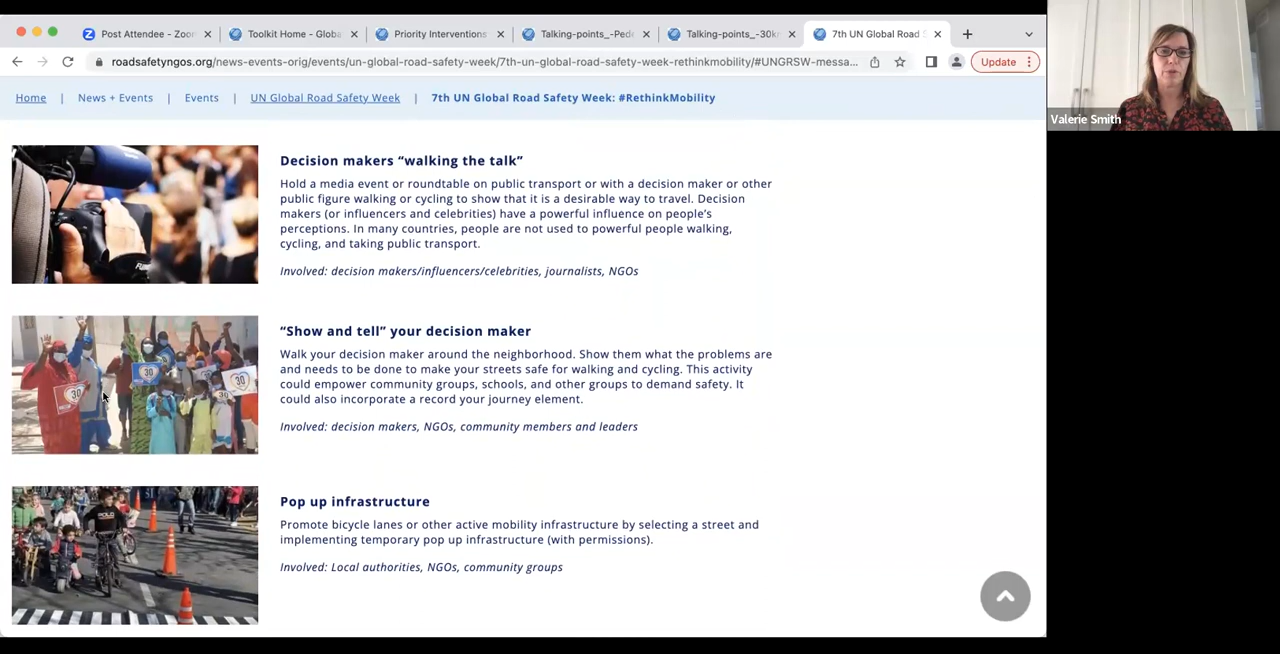 Post Attendee - Zoo
Toolkit Home - Globa
Priority Interventions
Talking-points_-Ped
Talking-points_-30k
7th UN Global Road S
Valerie Smith
roadsafetyngos.org/news-events-orig/events/un-global-road-safety-week/7th-un-global-road-safety-week-rethinkmobility/#UNGRSW-messa...
Update
Home | News + Events | Events | UN Global Road Safety Week | 7th UN Global Road Safety Week: #RethinkMobility
Decision makers “walking the talk”
Hold a media event or roundtable on public transport or with a decision maker or other
public figure walking or cycling to show that it is a desirable way to travel. Decision
makers (or influencers and celebrities) have a powerful influence on people’s
perceptions. In many countries, people are not used to powerful people walking,
cycling, and taking public transport.
Involved: decision makers/influencers/celebrities, journalists, NGOs
“Show and tell” your decision maker
Walk your decision maker around the neighborhood. Show them what the problems are
and needs to be done to make your streets safe for walking and cycling. This activity
could empower community groups, schools, and other groups to demand safety. It
could also incorporate a record your journey element.
Involved: decision makers, NGOs, community members and leaders
30
30
30
30
Pop up infrastructure
Promote bicycle lanes or other active mobility infrastructure by selecting a street and
implementing temporary pop up infrastructure (with permissions).
Involved: Local authorities, NGOs, community groups
POLO